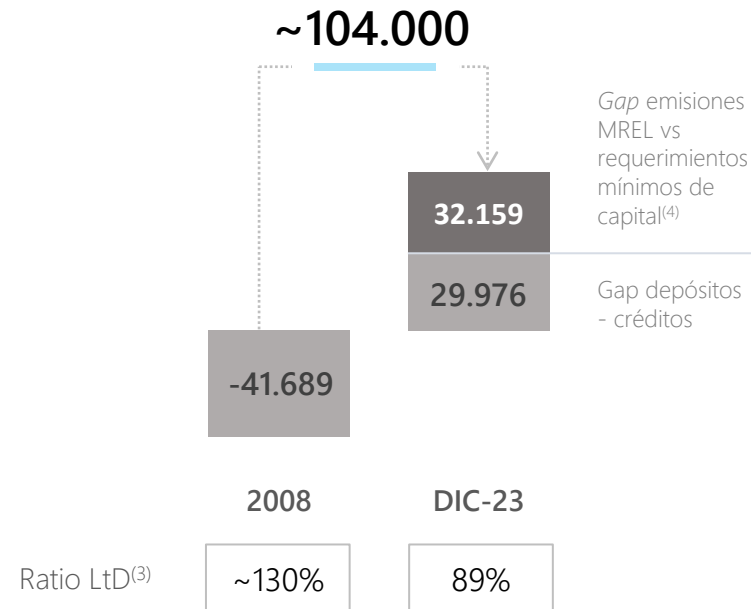 ~104.000
Gap emisiones
MREL vs
requerimientos
mínimos de
capital(4)
32.159
29.976
Gap depósitos
- créditos
-41.689
2008 DIC-23
Ratio LtD(3) ~130% 89%